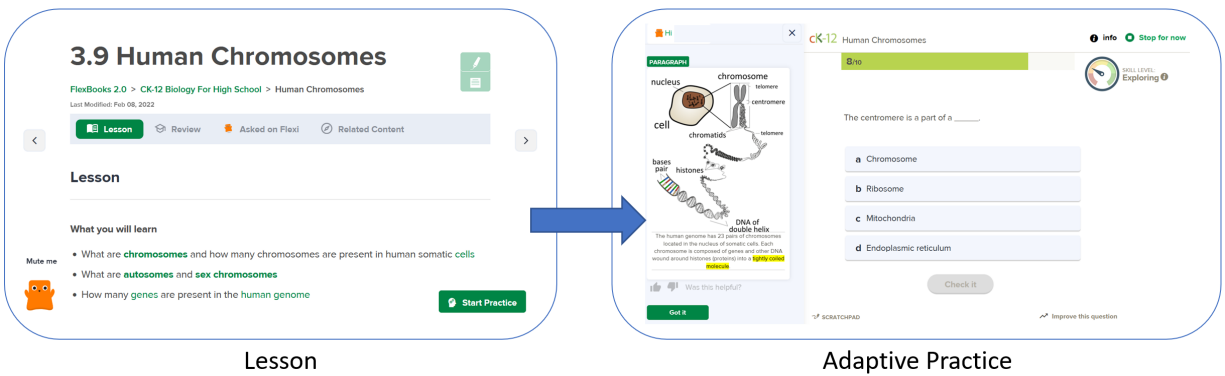 3.9 Human Chromosomes
FlexBooks 2.0 > CK-12 Biology For High School > Human Chromosomes
Last Modified: Feb 08, 2022
Lesson
Review
Asked on Flexi
Related Content
Lesson
What you will learn
• What are chromosomes and how many chromosomes are present in human somatic cells
• What are autosomes and sex chromosomes
• How many genes are present in the human genome
Mute me
Start Practice
Lesson
Hi
PARAGRAPH
nucleus
chromosome
telomere
centromere
cell
chromatids
telomere
bases
pair
histones
DNA of
double helix
The human genome has 23 pairs of chromosomes
located in the nucleus of somatic cells. Each
chromosome is composed of genes and other DNA
wound around histones (proteins) into a tightly coiled
molecule
Was this helpful?
Got it
cK-12 Human Chromosomes
info
Stop for now
8/10
SKILL LEVEL:
Exploring
The centromere is a part of a _____.
a Chromosome
b Ribosome
c Mitochondria
d Endoplasmic reticulum
Check it
SCRATCHPAD
Improve this question
Adaptive Practice